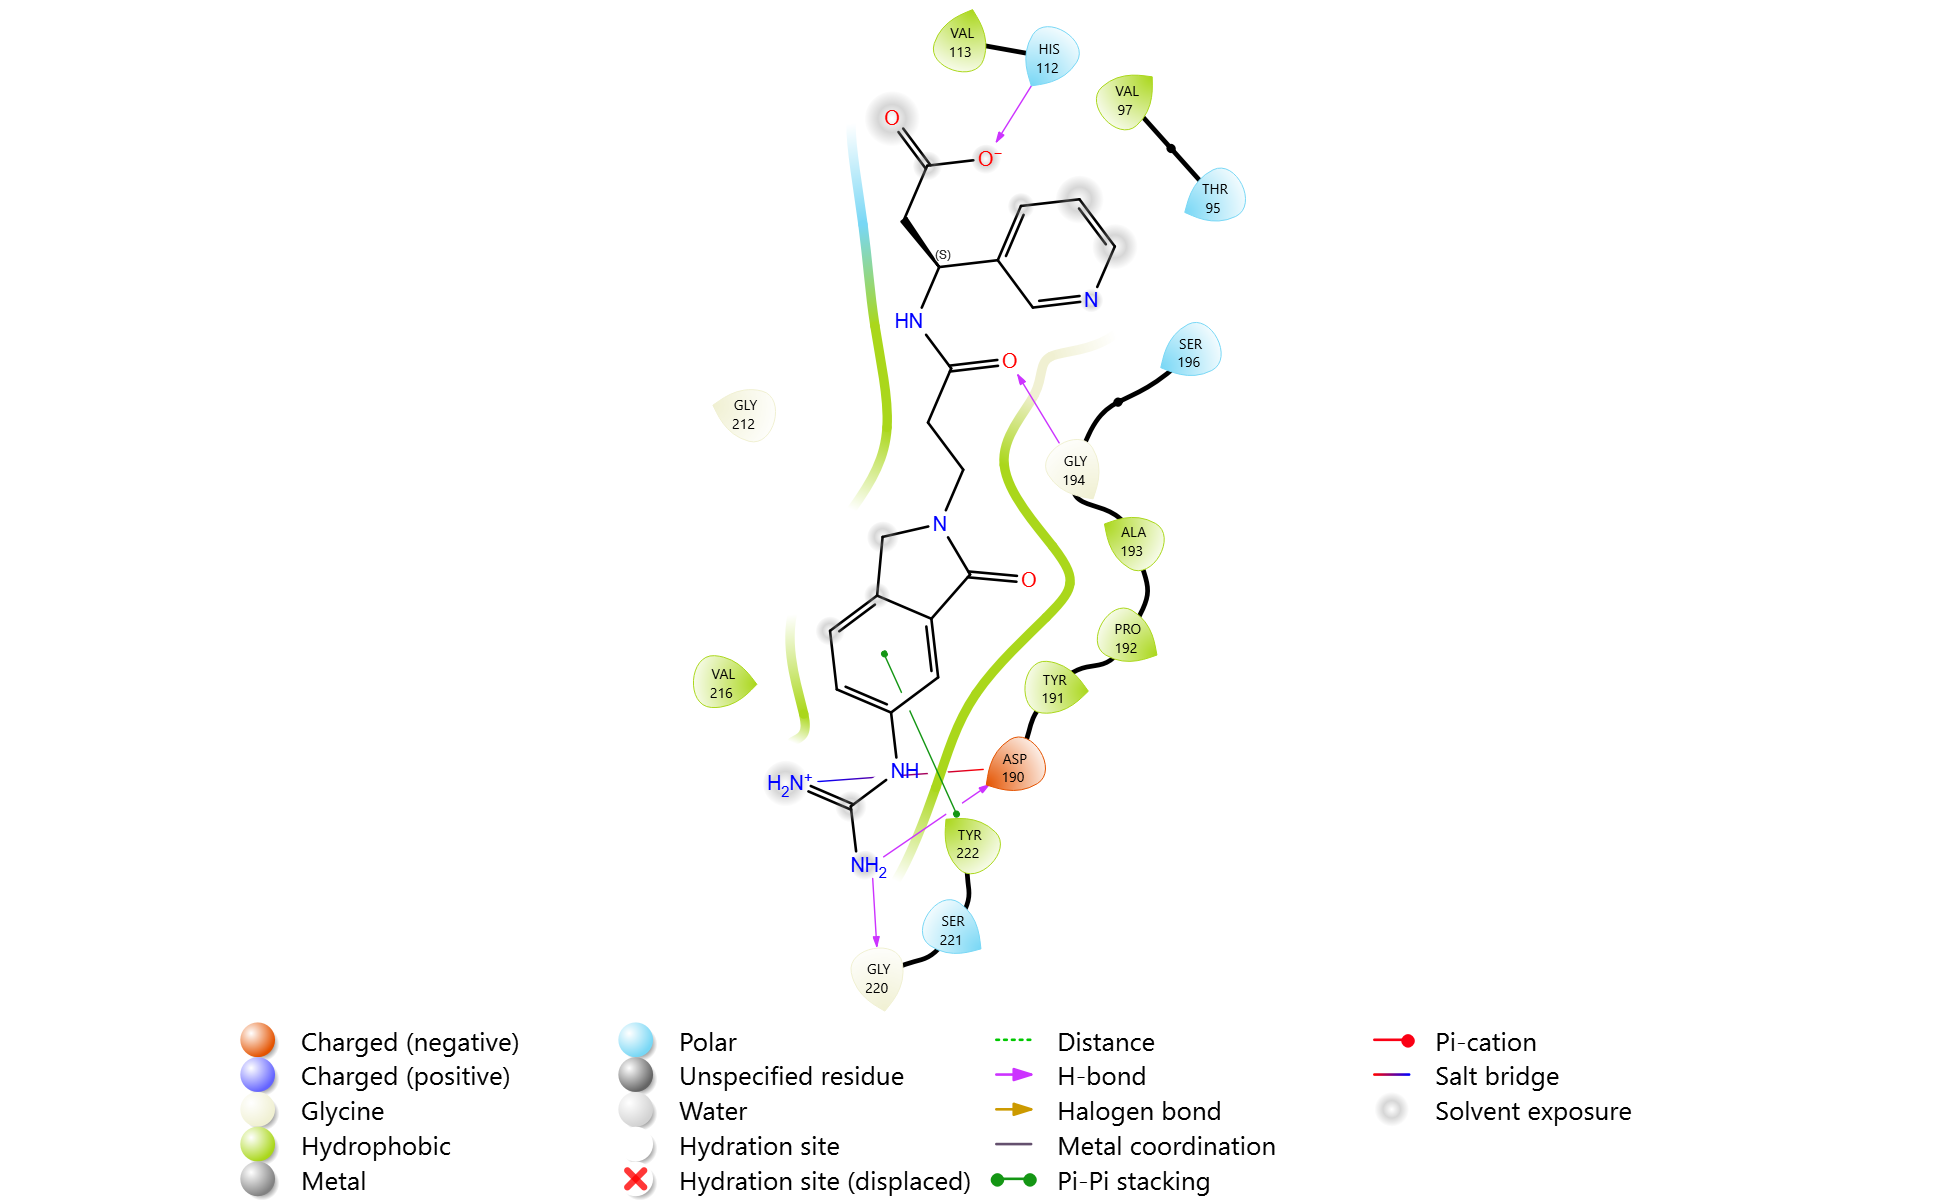 VAL
113
HIS
112
VAL
97
O
O⁻
THR
95
(S)
N
HN
SER
196
O
GLY
212
GLY
194
N
ALA
193
O
PRO
192
VAL
216
TYR
191
ASP
190
NH
H₂N⁺
TYR
222
NH₂
SER
221
GLY
220
Charged (negative)
Charged (positive)
Glycine
Hydrophobic
Metal
Polar
Unspecified residue
Water
Hydration site
Hydration site (displaced)
Distance
H-bond
Halogen bond
Metal coordination
Pi-Pi stacking
Pi-cation
Salt bridge
Solvent exposure